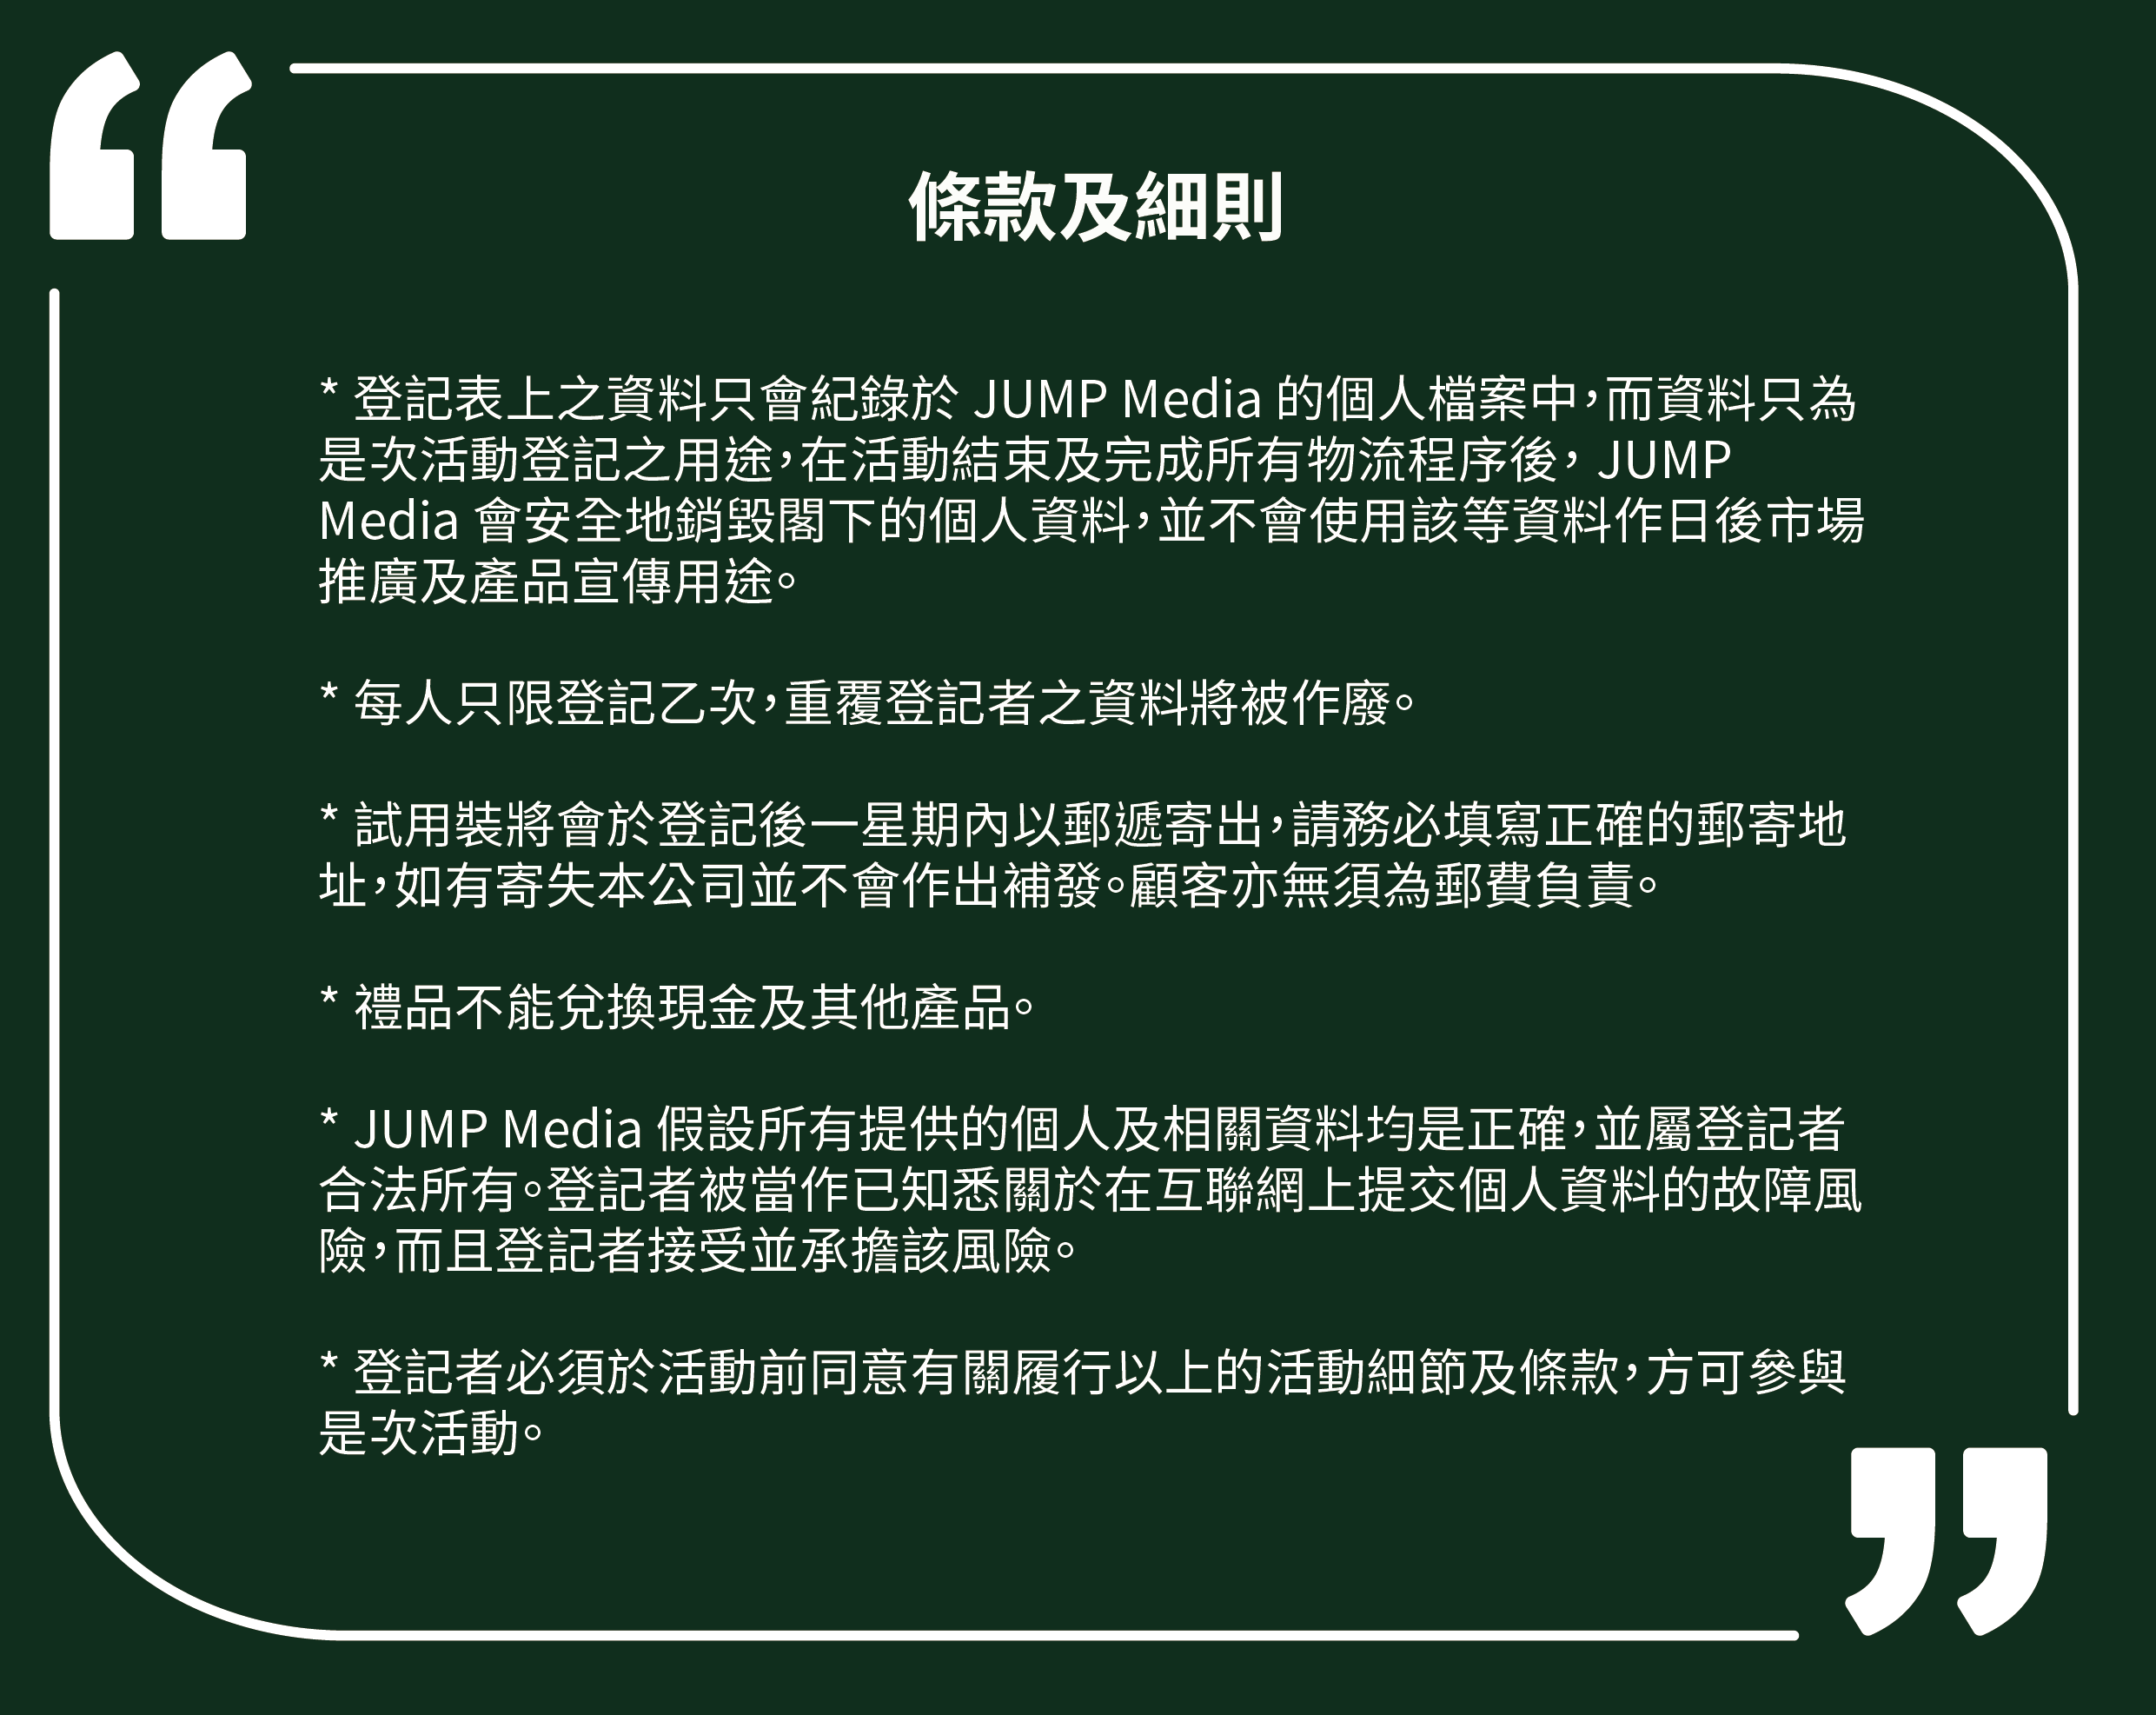 條款及細則
* 登記表上之資料只會紀錄於 JUMP Media 的個人檔案中，而資料只為
是次活動登記之用途，在活動結束及完成所有物流程序後， JUMP
Media 會安全地銷毀閣下的個人資料，並不會使用該等資料作日後市場
推廣及產品宣傳用途。
* 每人只限登記乙次，重覆登記者之資料將被作廢。
* 試用裝將會於登記後一星期內以郵遞寄出，請務必填寫正確的郵寄地
址，如有寄失本公司並不會作出補發。顧客亦無須為郵費負責。
* 禮品不能兌換現金及其他產品。
* JUMP Media 假設所有提供的個人及相關資料均是正確，並屬登記者
合法所有。登記者被當作已知悉關於在互聯網上提交個人資料的故障風
險，而且登記者接受並承擔該風險。
* 登記者必須於活動前同意有關履行以上的活動細節及條款，方可參與
是次活動。